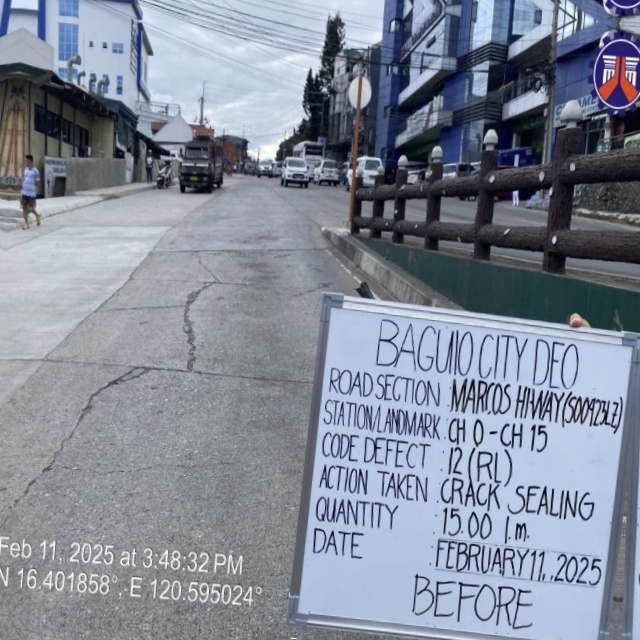 BAGUIO CITY DEO
ROAD SECTION : MARCOS HIWAY (S00923LZ)
STATION/LANDMARK : CH 0 - CH 15
CODE DEFECT : 12 (RL)
ACTION TAKEN : CRACK SEALING
QUANTITY : 15.00 l.m.
DATE : FEBRUARY 11, 2025
BEFORE
Feb 11, 2025 at 3:48:32 PM
N 16.401858°, E 120.595024°